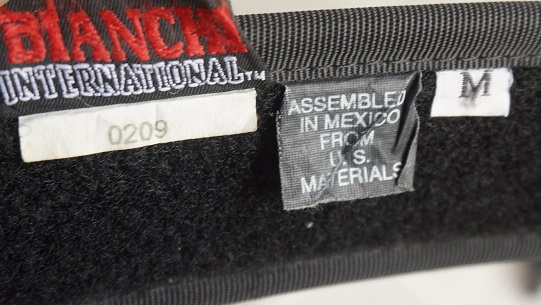 BIANCHI
INTERNATIONAL™
0209
ASSEMBLED
IN MEXICO
FROM
U.S.
MATERIALS
M